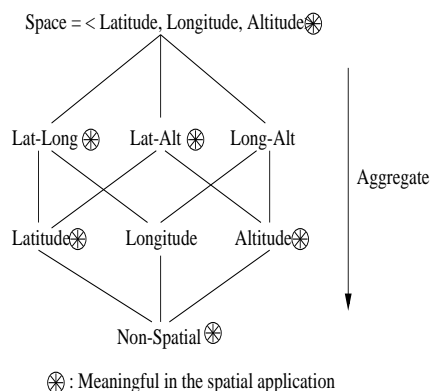 Space = < Latitude, Longitude, Altitude
Lat-Long Lat-Alt Long-Alt
Aggregate
Latitude Longitude Altitude
Non-Spatial
: Meaningful in the spatial application